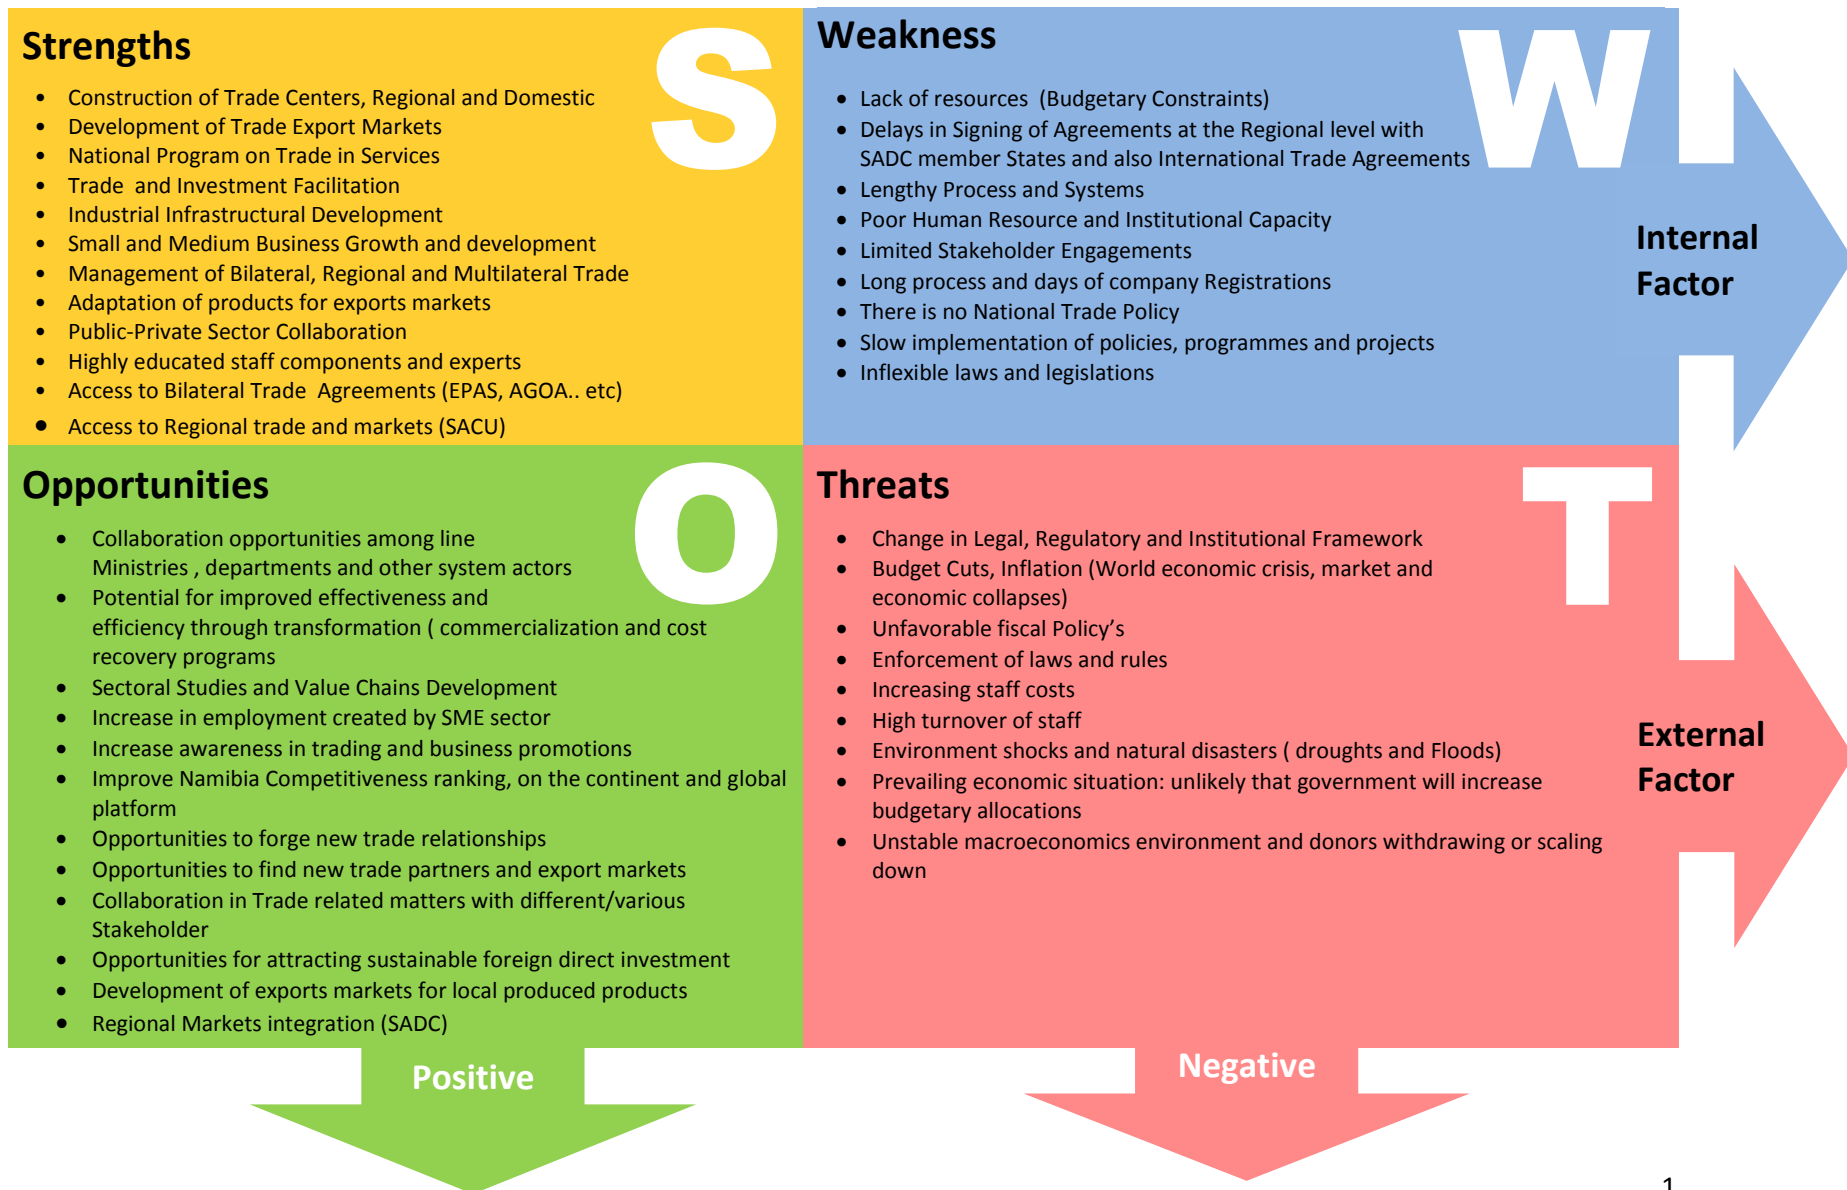 Strengths
S
• Construction of Trade Centers, Regional and Domestic
• Development of Trade Export Markets
• National Program on Trade in Services
• Trade and Investment Facilitation
• Industrial Infrastructural Development
• Small and Medium Business Growth and development
• Management of Bilateral, Regional and Multilateral Trade
• Adaptation of products for exports markets
• Public-Private Sector Collaboration
• Highly educated staff components and experts
• Access to Bilateral Trade Agreements (EPAS, AGOA.. etc)
• Access to Regional trade and markets (SACU)
Weakness
W
• Lack of resources (Budgetary Constraints)
• Delays in Signing of Agreements at the Regional level with
SADC member States and also International Trade Agreements
• Lengthy Process and Systems
• Poor Human Resource and Institutional Capacity
• Limited Stakeholder Engagements
• Long process and days of company Registrations
• There is no National Trade Policy
• Slow implementation of policies, programmes and projects
• Inflexible laws and legislations
Internal
Factor
Opportunities
O
• Collaboration opportunities among line
Ministries , departments and other system actors
• Potential for improved effectiveness and
efficiency through transformation ( commercialization and cost
recovery programs
• Sectoral Studies and Value Chains Development
• Increase in employment created by SME sector
• Increase awareness in trading and business promotions
• Improve Namibia Competitiveness ranking, on the continent and global
platform
• Opportunities to forge new trade relationships
• Opportunities to find new trade partners and export markets
• Collaboration in Trade related matters with different/various
Stakeholder
• Opportunities for attracting sustainable foreign direct investment
• Development of exports markets for local produced products
• Regional Markets integration (SADC)
Threats
T
• Change in Legal, Regulatory and Institutional Framework
• Budget Cuts, Inflation (World economic crisis, market and
economic collapses)
• Unfavorable fiscal Policy’s
• Enforcement of laws and rules
• Increasing staff costs
• High turnover of staff
• Environment shocks and natural disasters ( droughts and Floods)
• Prevailing economic situation: unlikely that government will increase
budgetary allocations
• Unstable macroeconomics environment and donors withdrawing or scaling
down
External
Factor
Positive
Negative
1